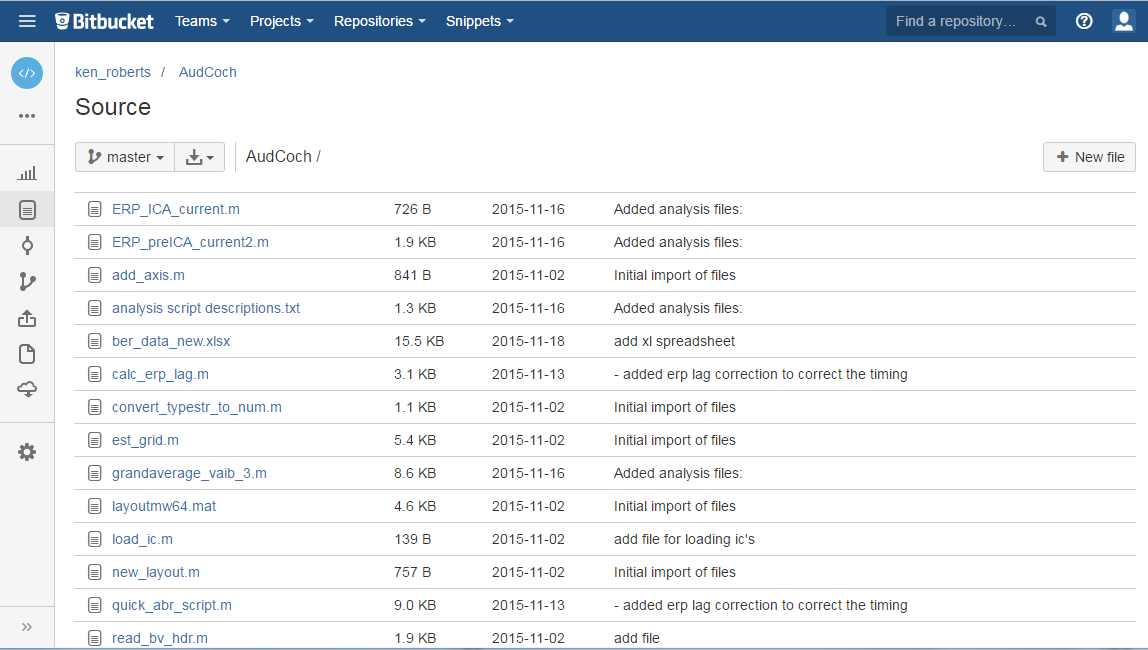 Bitbucket Teams Projects Repositories Snippets Find a repository…
ken_roberts / AudCoch
Source
master AudCoch / New file
ERP_ICA_current.m 726 B 2015-11-16 Added analysis files:
ERP_preICA_current2.m 1.9 KB 2015-11-16 Added analysis files:
add_axis.m 841 B 2015-11-02 Initial import of files
analysis script descriptions.txt 1.3 KB 2015-11-16 Added analysis files:
ber_data_new.xlsx 15.5 KB 2015-11-18 add xl spreadsheet
calc_erp_lag.m 3.1 KB 2015-11-13 - added erp lag correction to correct the timing
convert_typestr_to_num.m 1.1 KB 2015-11-02 Initial import of files
est_grid.m 5.4 KB 2015-11-02 Initial import of files
grandaverage_vaib_3.m 8.6 KB 2015-11-16 Added analysis files:
layoutmw64.mat 4.6 KB 2015-11-02 Initial import of files
load_ic.m 139 B 2015-11-02 add file for loading ic's
new_layout.m 757 B 2015-11-02 Initial import of files
quick_abr_script.m 9.0 KB 2015-11-13 - added erp lag correction to correct the timing
read_bv_hdr.m 1.9 KB 2015-11-02 add file